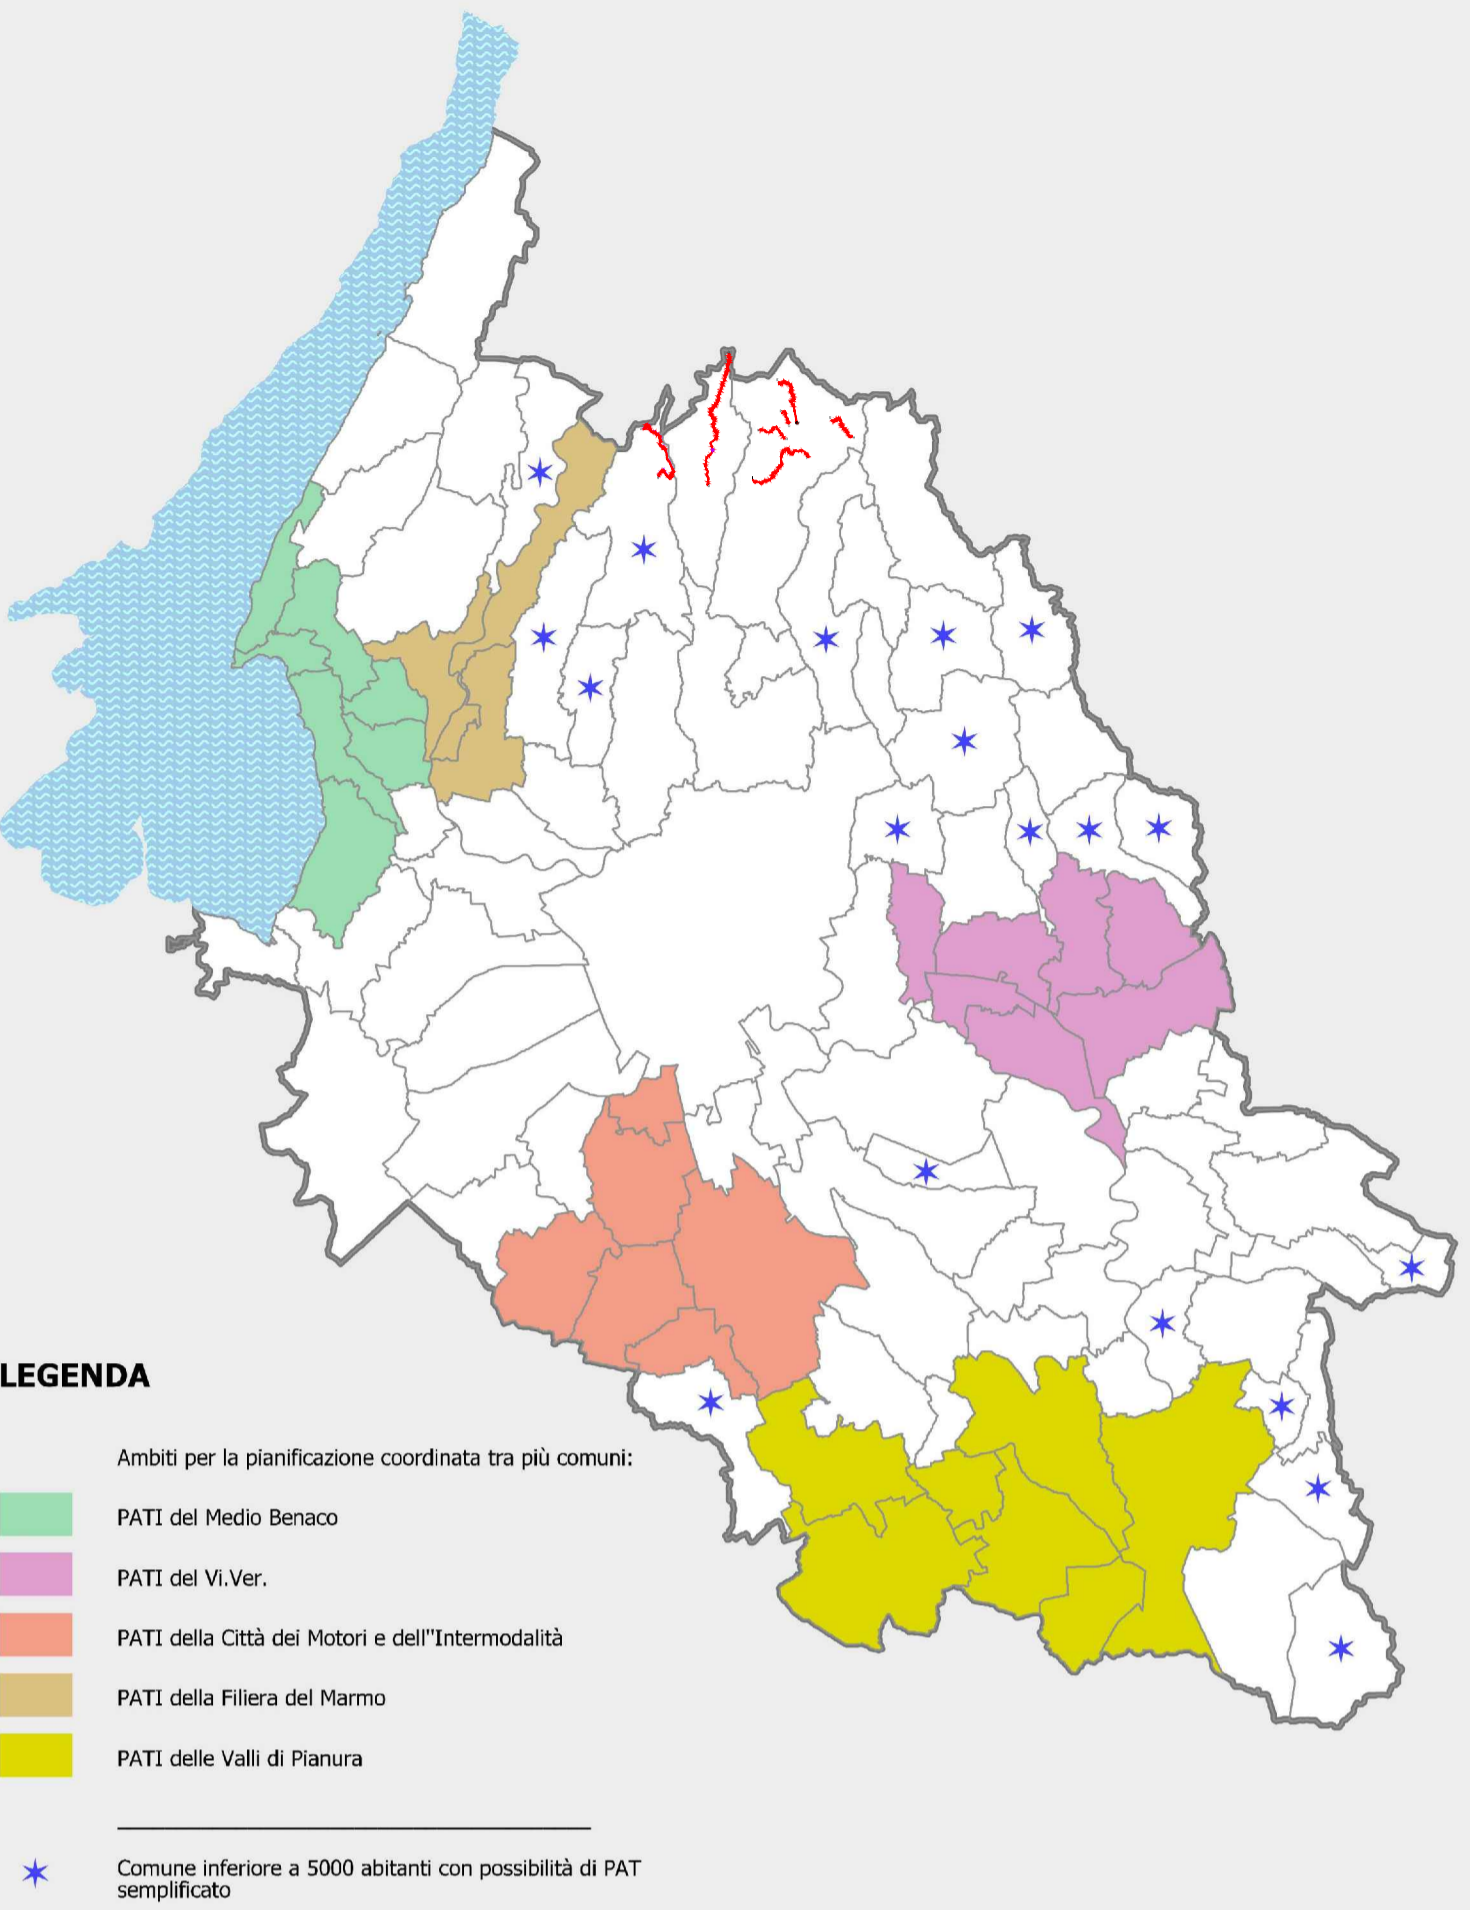 LEGENDA
Ambiti per la pianificazione coordinata tra più comuni:
PATI del Medio Benaco
PATI del Vi.Ver.
PATI della Città dei Motori e dell"Intermodalità
PATI della Filiera del Marmo
PATI delle Valli di Pianura
Comune inferiore a 5000 abitanti con possibilità di PAT
semplificato